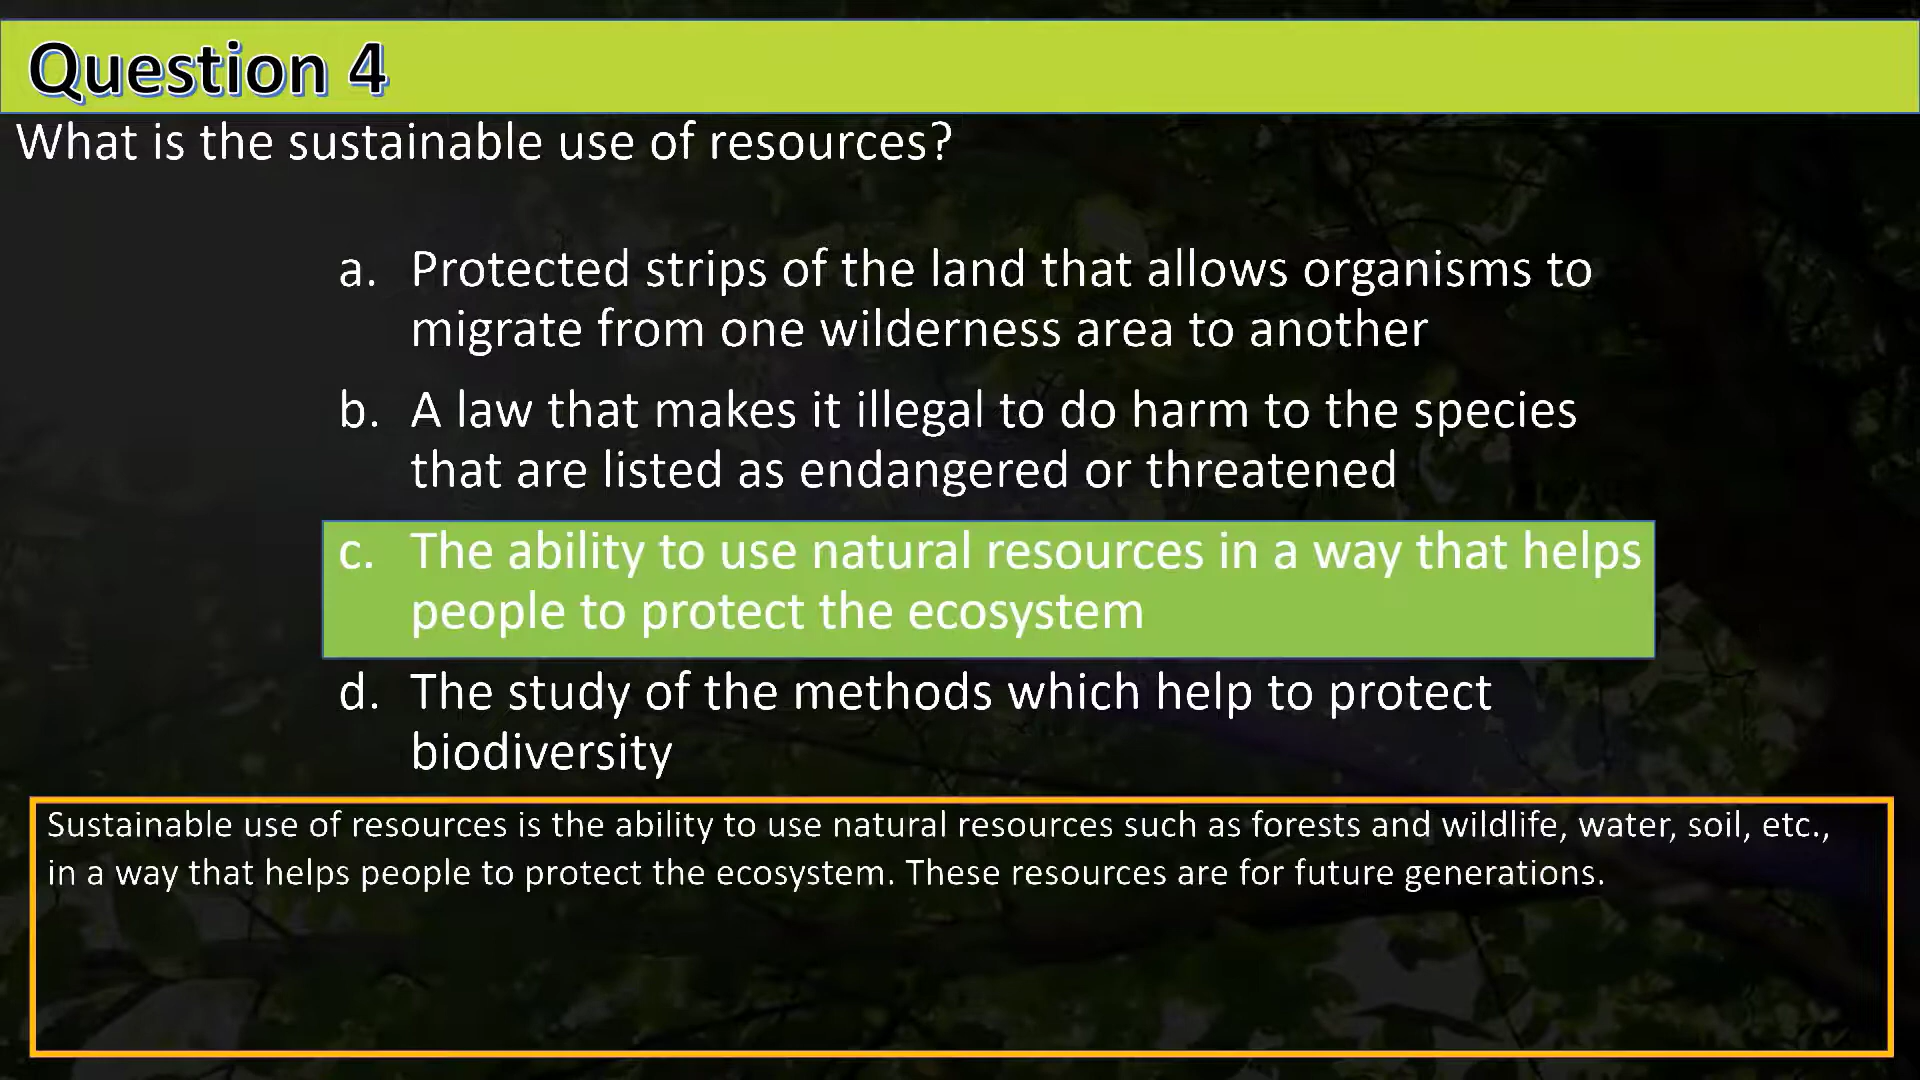 Question 4
What is the sustainable use of resources?
a. Protected strips of the land that allows organisms to
migrate from one wilderness area to another
b. A law that makes it illegal to do harm to the species
that are listed as endangered or threatened
c. The ability to use natural resources in a way that helps
people to protect the ecosystem
d. The study of the methods which help to protect
biodiversity
Sustainable use of resources is the ability to use natural resources such as forests and wildlife, water, soil, etc.,
in a way that helps people to protect the ecosystem. These resources are for future generations.